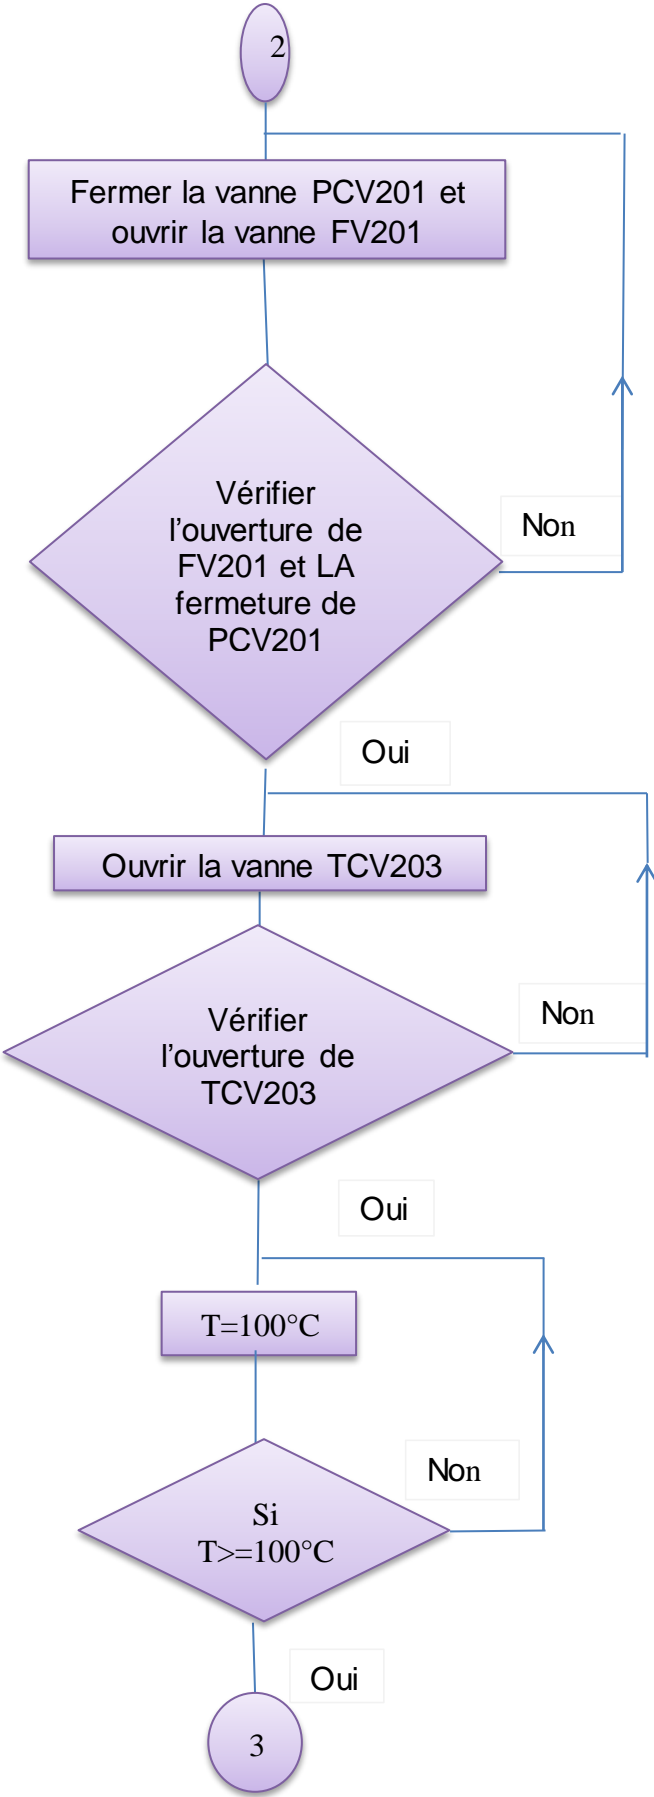 2
Fermer la vanne PCV201 et
ouvrir la vanne FV201
Vérifier
l’ouverture de
FV201 et LA
fermeture de
PCV201
Non
Oui
Ouvrir la vanne TCV203
Vérifier
l’ouverture de
TCV203
Non
Oui
T=100°C
Non
Si
T>=100°C
Oui
3